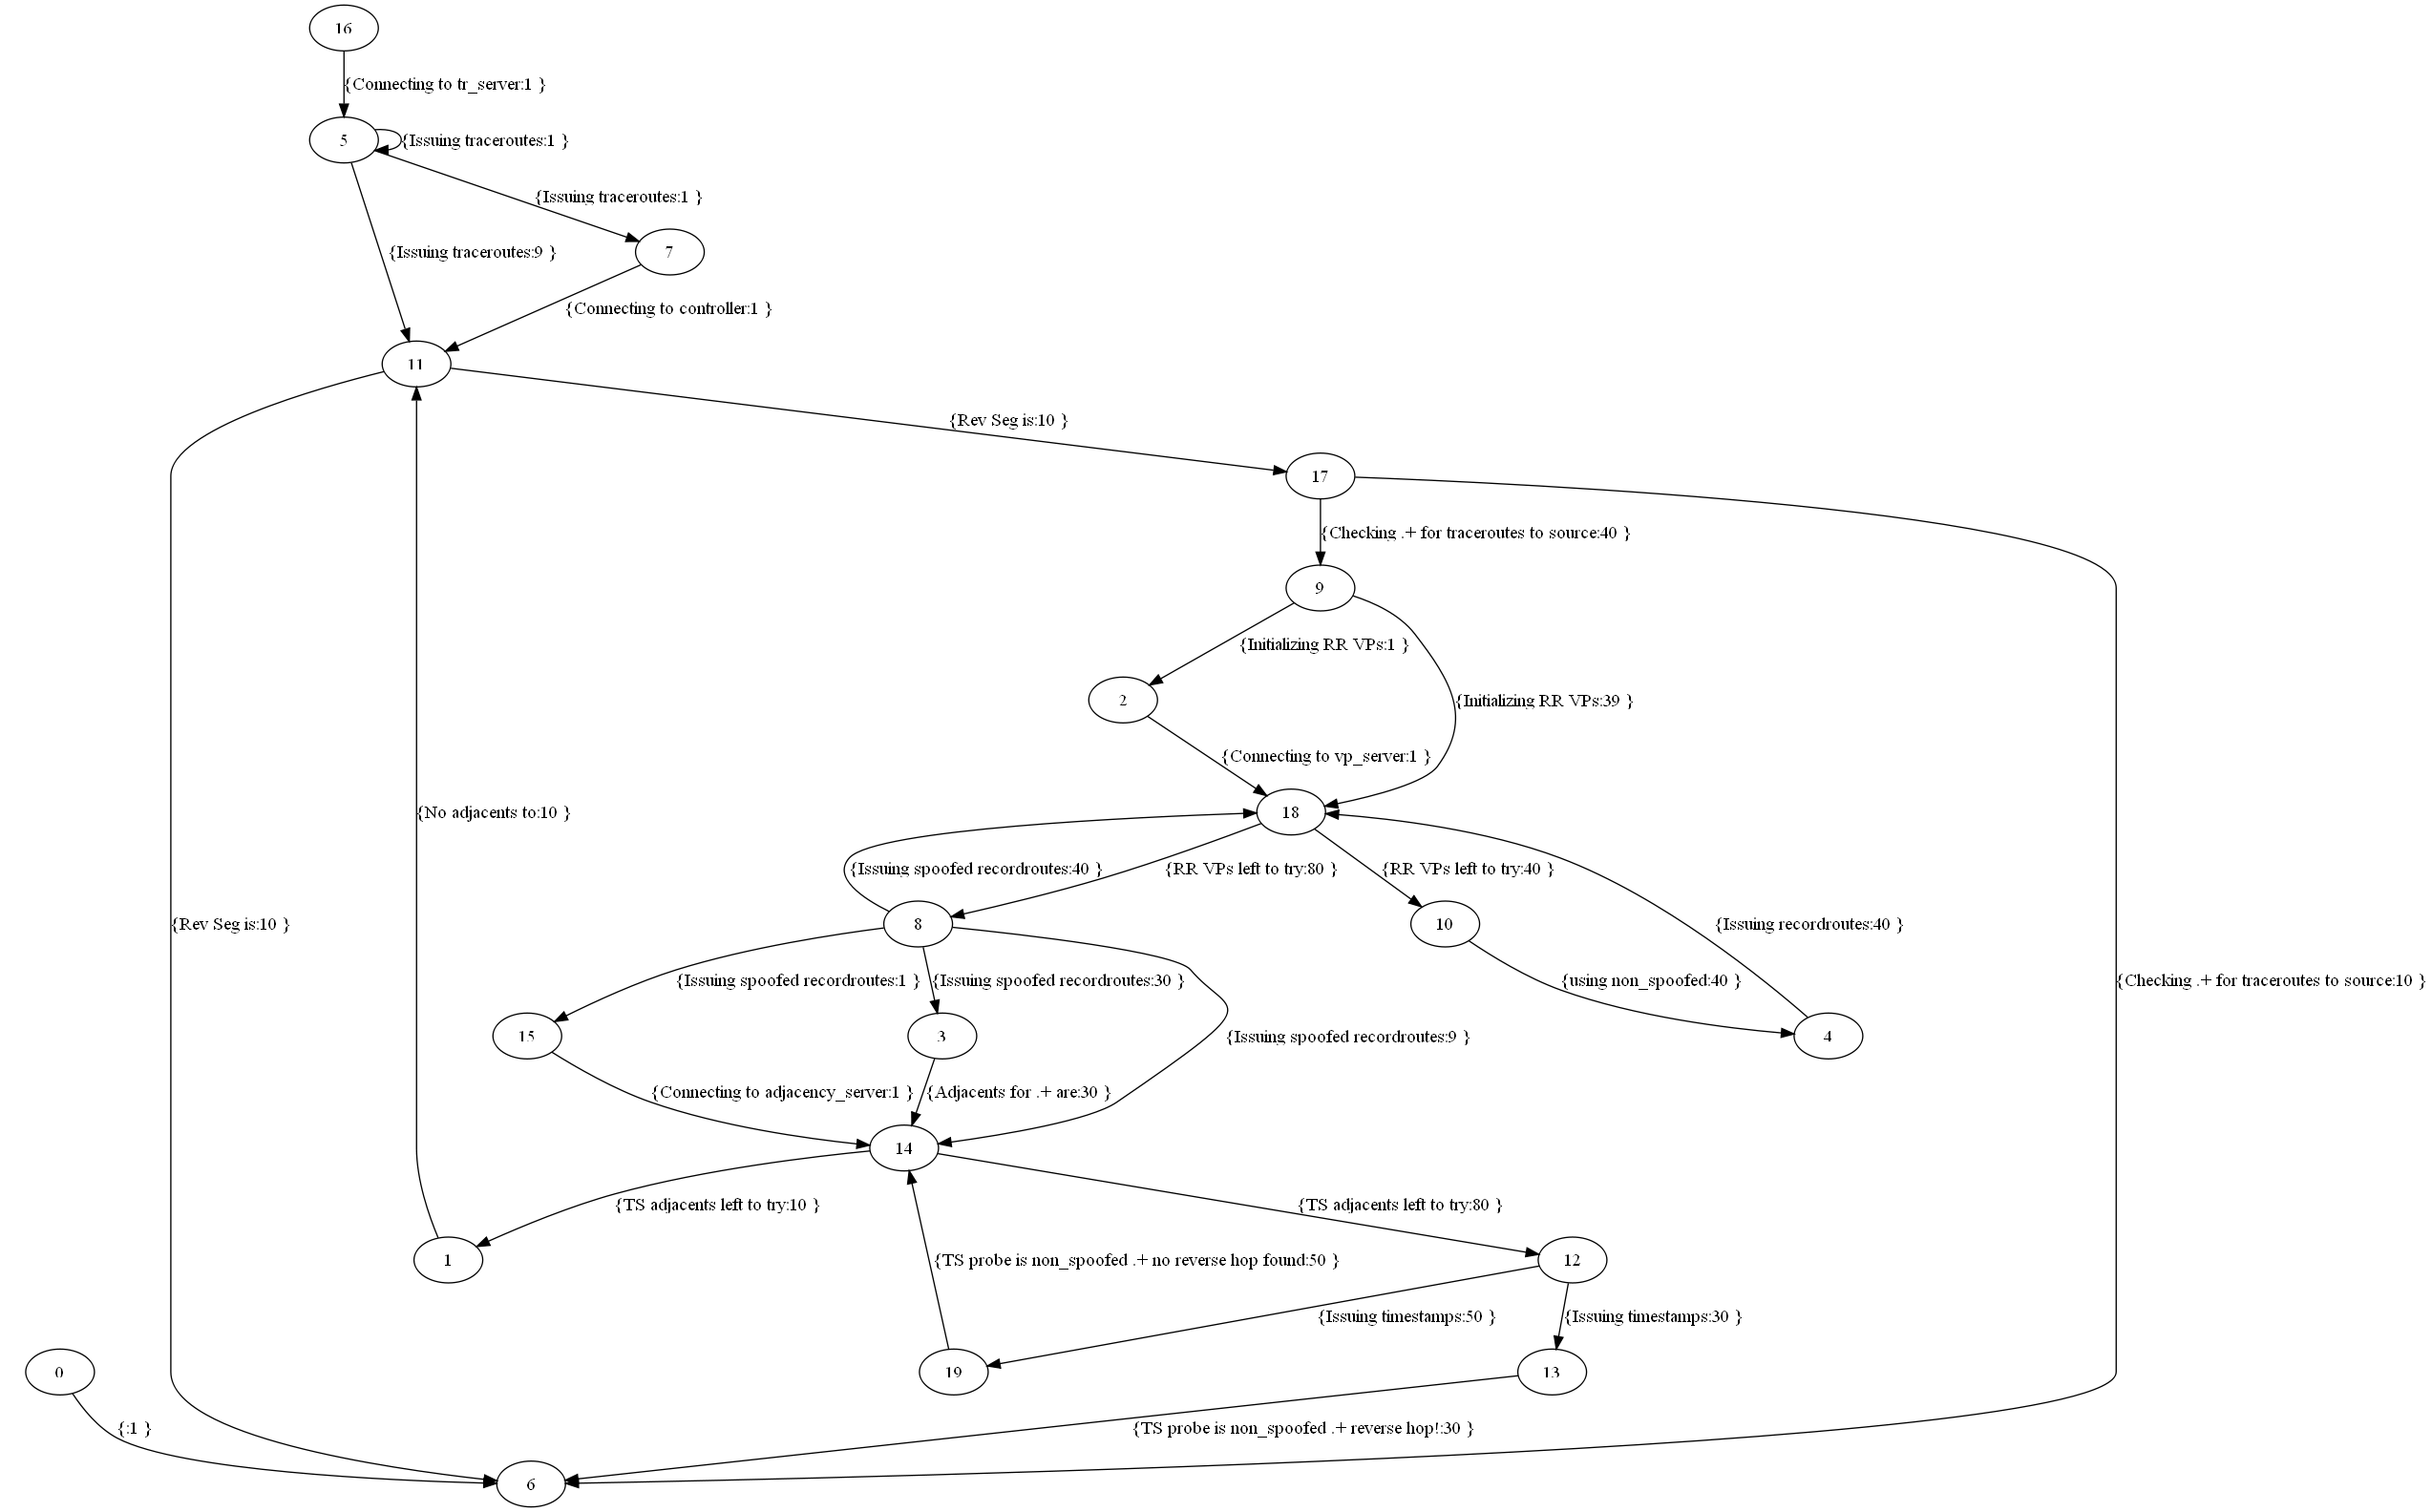 16
{Connecting to tr_server:1 }
5
{Issuing traceroutes:1 }
{Issuing traceroutes:1 }
7
{Issuing traceroutes:9 }
{Connecting to controller:1 }
11
{Rev Seg is:10 }
17
{Checking .+ for traceroutes to source:40 }
9
{Initializing RR VPs:1 }
2
{Initializing RR VPs:39 }
{Connecting to vp_server:1 }
18
{No adjacents to:10 }
{Issuing spoofed recordroutes:40 }
{RR VPs left to try:80 }
{RR VPs left to try:40 }
{Rev Seg is:10 }
8
10
{Issuing recordroutes:40 }
{Issuing spoofed recordroutes:1 }
{Issuing spoofed recordroutes:30 }
{using non_spoofed:40 }
{Checking .+ for traceroutes to source:10 }
15
3
{Issuing spoofed recordroutes:9 }
4
{Connecting to adjacency_server:1 }
{Adjacents for .+ are:30 }
14
{TS adjacents left to try:10 }
{TS adjacents left to try:80 }
1
{TS probe is non_spoofed .+ no reverse hop found:50 }
12
{Issuing timestamps:50 }
{Issuing timestamps:30 }
0
19
13
{:1 }
{TS probe is non_spoofed .+ reverse hop!:30 }
6